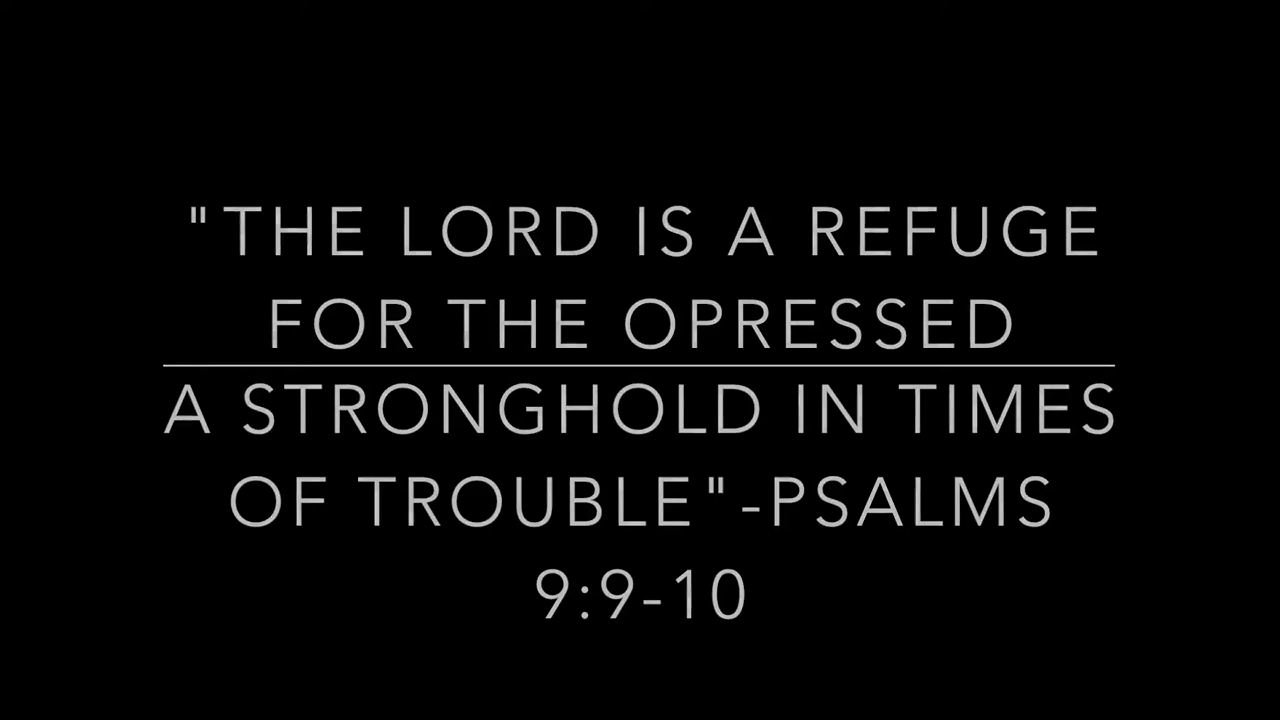 "THE LORD IS A REFUGE
FOR THE OPRESSED
A STRONGHOLD IN TIMES
OF TROUBLE"-PSALMS
9:9-10